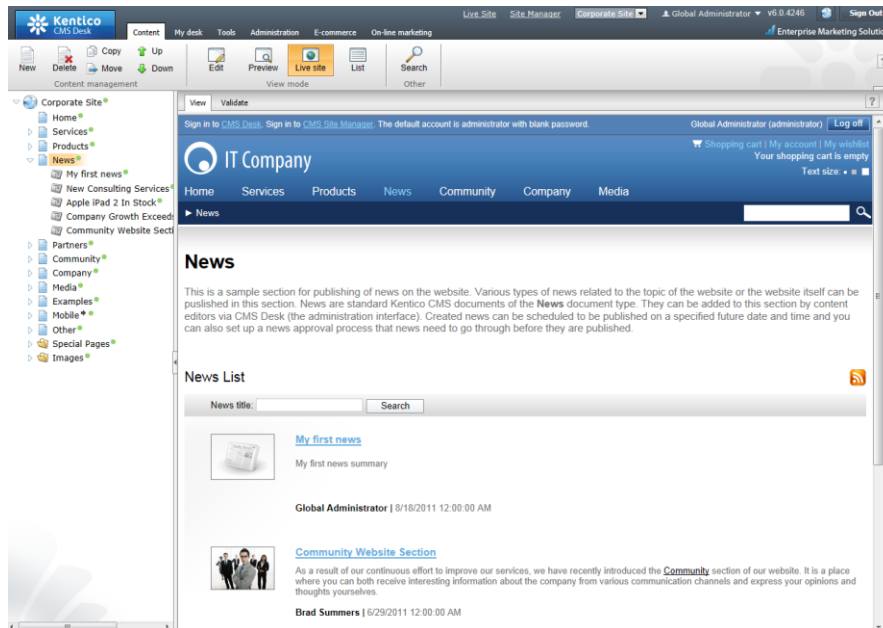 Live Site Site Manager Corporate Site Global Administrator v6.0.4246 Sign Out
Kentico
CMS Desk
Content My desk Tools Administration E-commerce On-line marketing
Enterprise Marketing Solutio
New Delete Copy Move Up Down
Content management
Edit Preview Live site List
View mode
Search
Other
Corporate Site
Home
Services
Products
News
My first news
New Consulting Services
Apple iPad 2 In Stock
Company Growth Exceeds
Community Website Secti
Partners
Community
Company
Media
Examples
Mobile
Other
Special Pages
Images
View Validate ?
Sign in to CMS Desk. Sign in to CMS Site Manager. The default account is administrator with blank password. Global Administrator (administrator) Log off
IT Company
Shopping cart | My account | My wishlist
Your shopping cart is empty
Text size:
Home Services Products News Community Company Media
► News
News
This is a sample section for publishing of news on the website. Various types of news related to the topic of the website or the website itself can be
puslished in this section. News are standard Kentico CMS documents of the News document type. They can be added to this section by content
editors via CMS Desk (the administration interface). Created news can be scheduled to be published on a specified future date and time and you
can also set up a news approval process that news need to go through before they are published.
News List
News title: Search
My first news
My first news summary
Global Administrator | 8/18/2011 12:00:00 AM
Community Website Section
As a result of our continuous effort to improve our services, we have recently introduced the Community section of our website. It is a place
where you can both receive interesting information about the company from various communication channels and express your opinions and
thoughts yourselves.
Brad Summers | 6/29/2011 12:00:00 AM